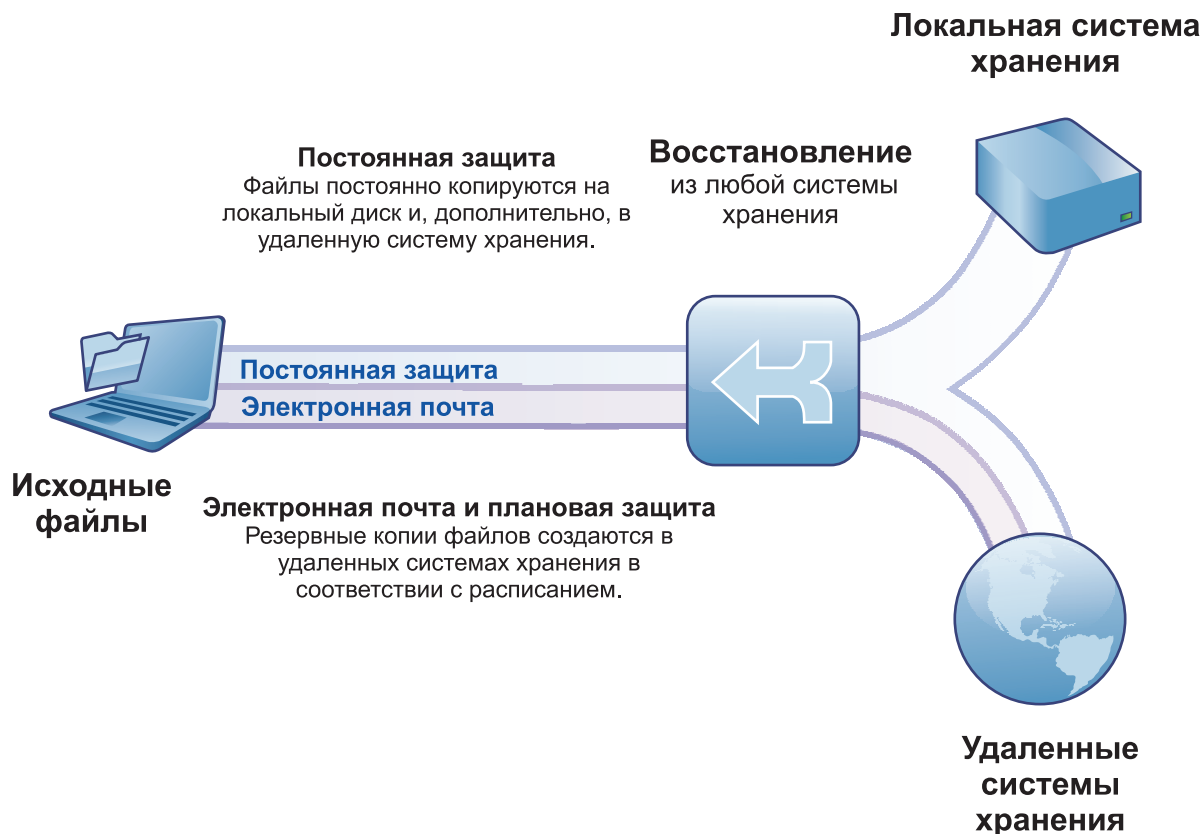 Локальная система
хранения
Постоянная защита
Файлы постоянно копируются на
локальный диск и, дополнительно, в
удаленную систему хранения.
Восстановление
из любой системы
хранения
Постоянная защита
Электронная почта
Исходные
файлы
Электронная почта и плановая защита
Резервные копии файлов создаются в
удаленных системах хранения в
соответствии с расписанием.
Удаленные
системы
хранения